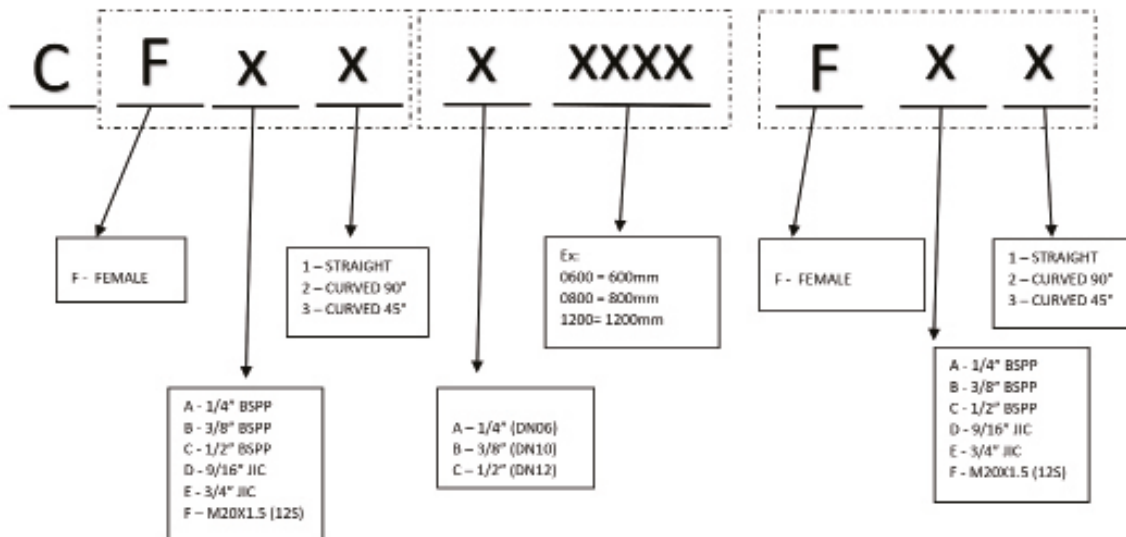 C F x x x xxxx F x x
F - FEMALE
1 – STRAIGHT
2 – CURVED 90°
3 – CURVED 45°
Ex:
0600 = 600mm
0800 = 800mm
1200= 1200mm
F - FEMALE
1 – STRAIGHT
2 – CURVED 90°
3 – CURVED 45°
A - 1/4" BSPP
B - 3/8" BSPP
C - 1/2" BSPP
D - 9/16" JIC
E - 3/4" JIC
F – M20X1.5 (12S)
A – 1/4" (DN06)
B – 3/8" (DN10)
C – 1/2" (DN12)
A - 1/4" BSPP
B - 3/8" BSPP
C - 1/2" BSPP
D - 9/16" JIC
E - 3/4" JIC
F - M20X1.5 (12S)